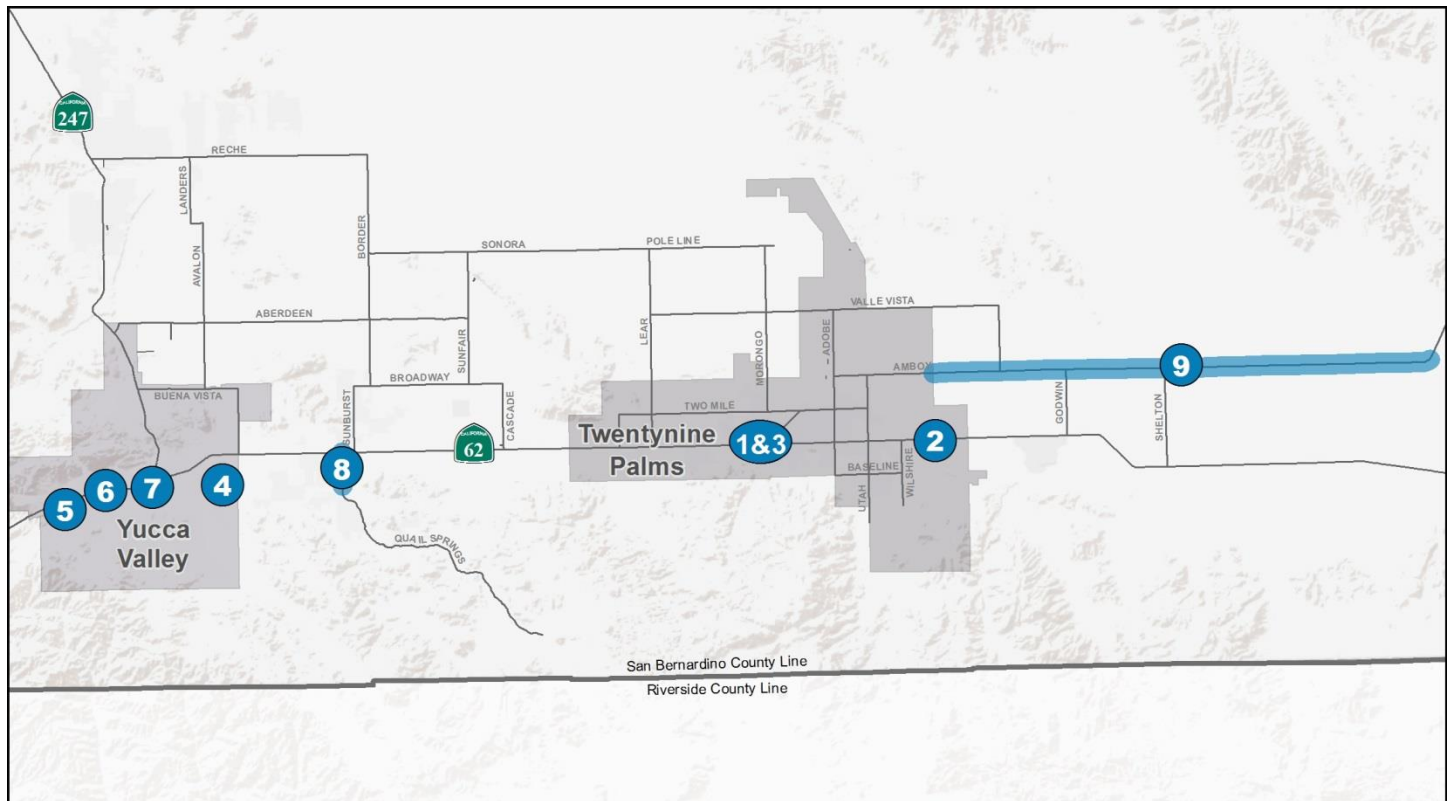 CALIFORNIA
247
RECHE
LANDERS
BORDER
AVALON
SONORA
POLE LINE
ABERDEEN
SUNFAIR
LEAR
MORONGO
ADOBE
VALLE VISTA
AMBOY
9
BROADWAY
BUENA VISTA
SUNBURST
CASCADE
TWO MILE
GODWIN
SHELTON
CALIFORNIA
62
Twentynine
Palms
1&3
2
BASELINE
UTAH
WILSHIRE
8
5
6
7
4
Yucca
Valley
QUAIL SPRINGS
San Bernardino County Line
Riverside County Line